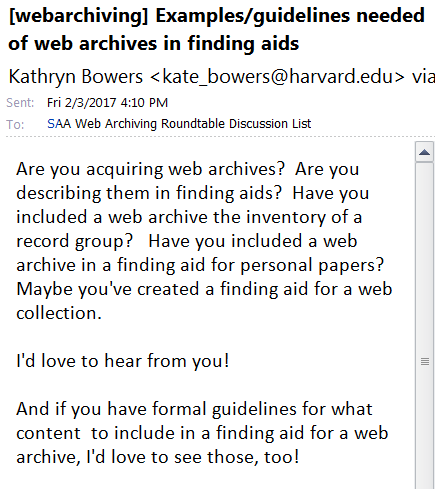 [webarchiving] Examples/guidelines needed
of web archives in finding aids
Kathryn Bowers <kate_bowers@harvard.edu> via
Sent: Fri 2/3/2017 4:10 PM
To: SAA Web Archiving Roundtable Discussion List
Are you acquiring web archives?  Are you
describing them in finding aids?  Have you
included a web archive the inventory of a
record group?   Have you included a web
archive in a finding aid for personal papers?
Maybe you've created a finding aid for a web
collection.
I'd love to hear from you!
And if you have formal guidelines for what
content  to include in a finding aid for a web
archive, I'd love to see those, too!